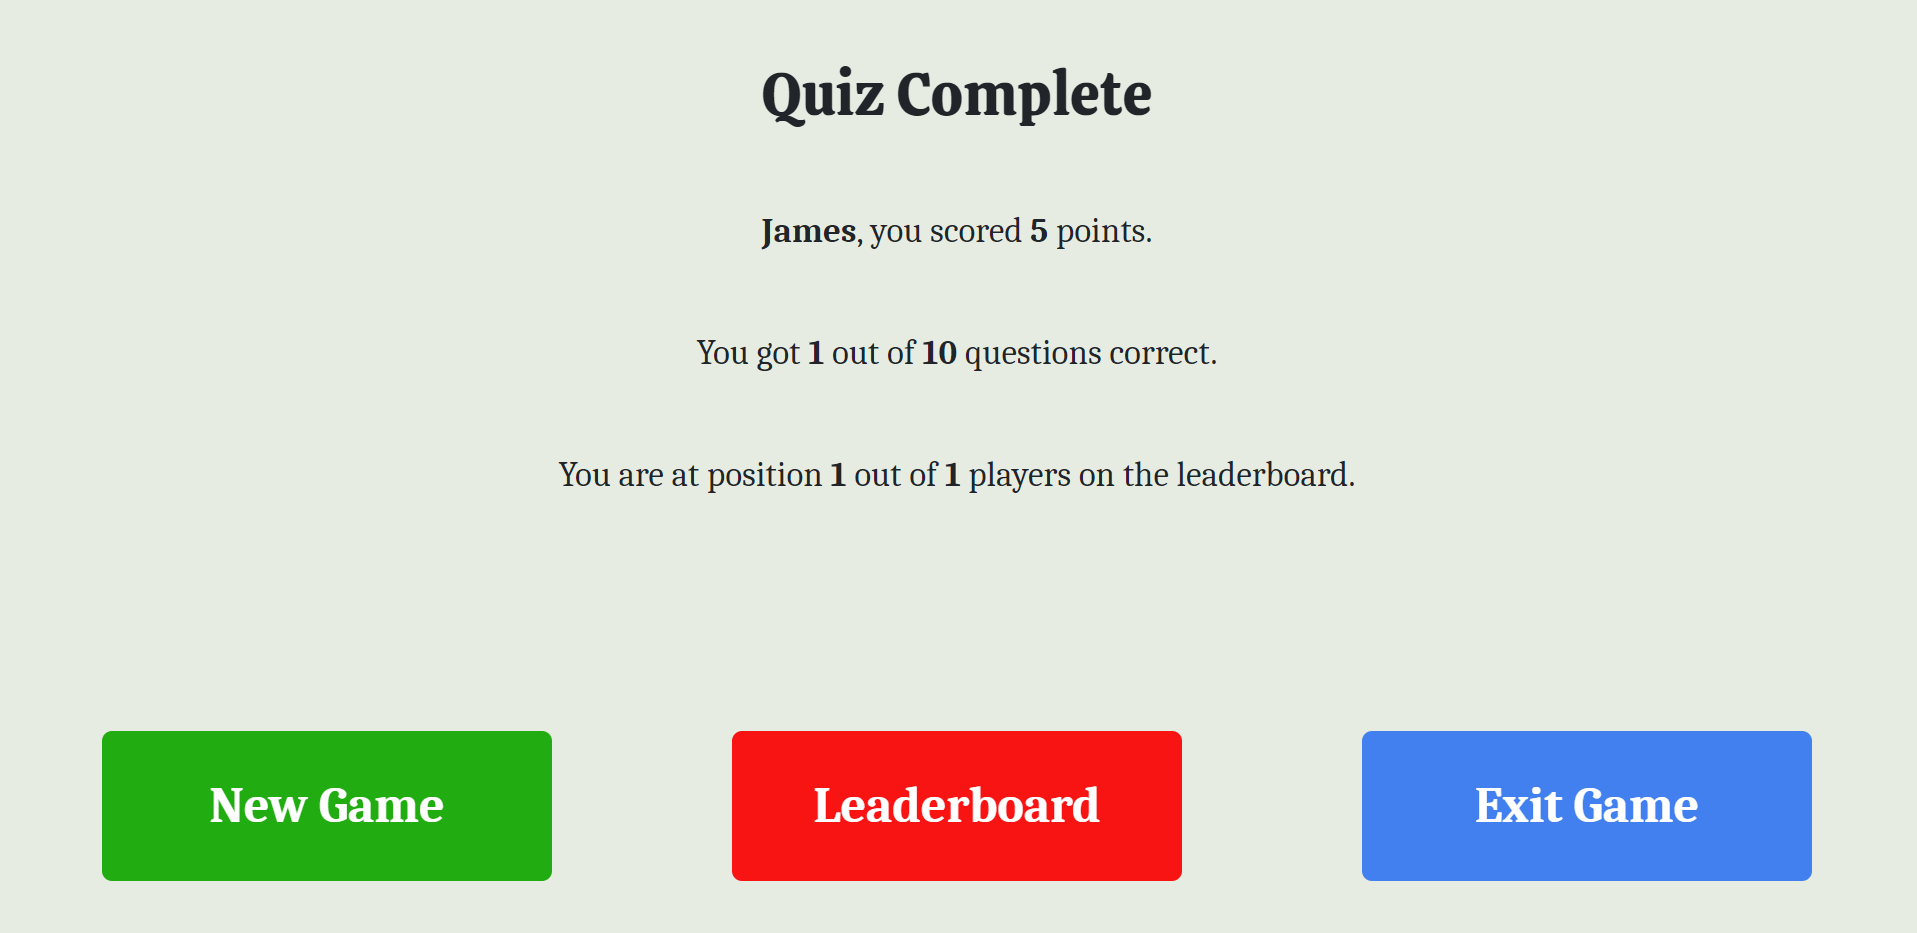 Quiz Complete
James, you scored 5 points.
You got 1 out of 10 questions correct.
You are at position 1 out of 1 players on the leaderboard.
New Game
Leaderboard
Exit Game